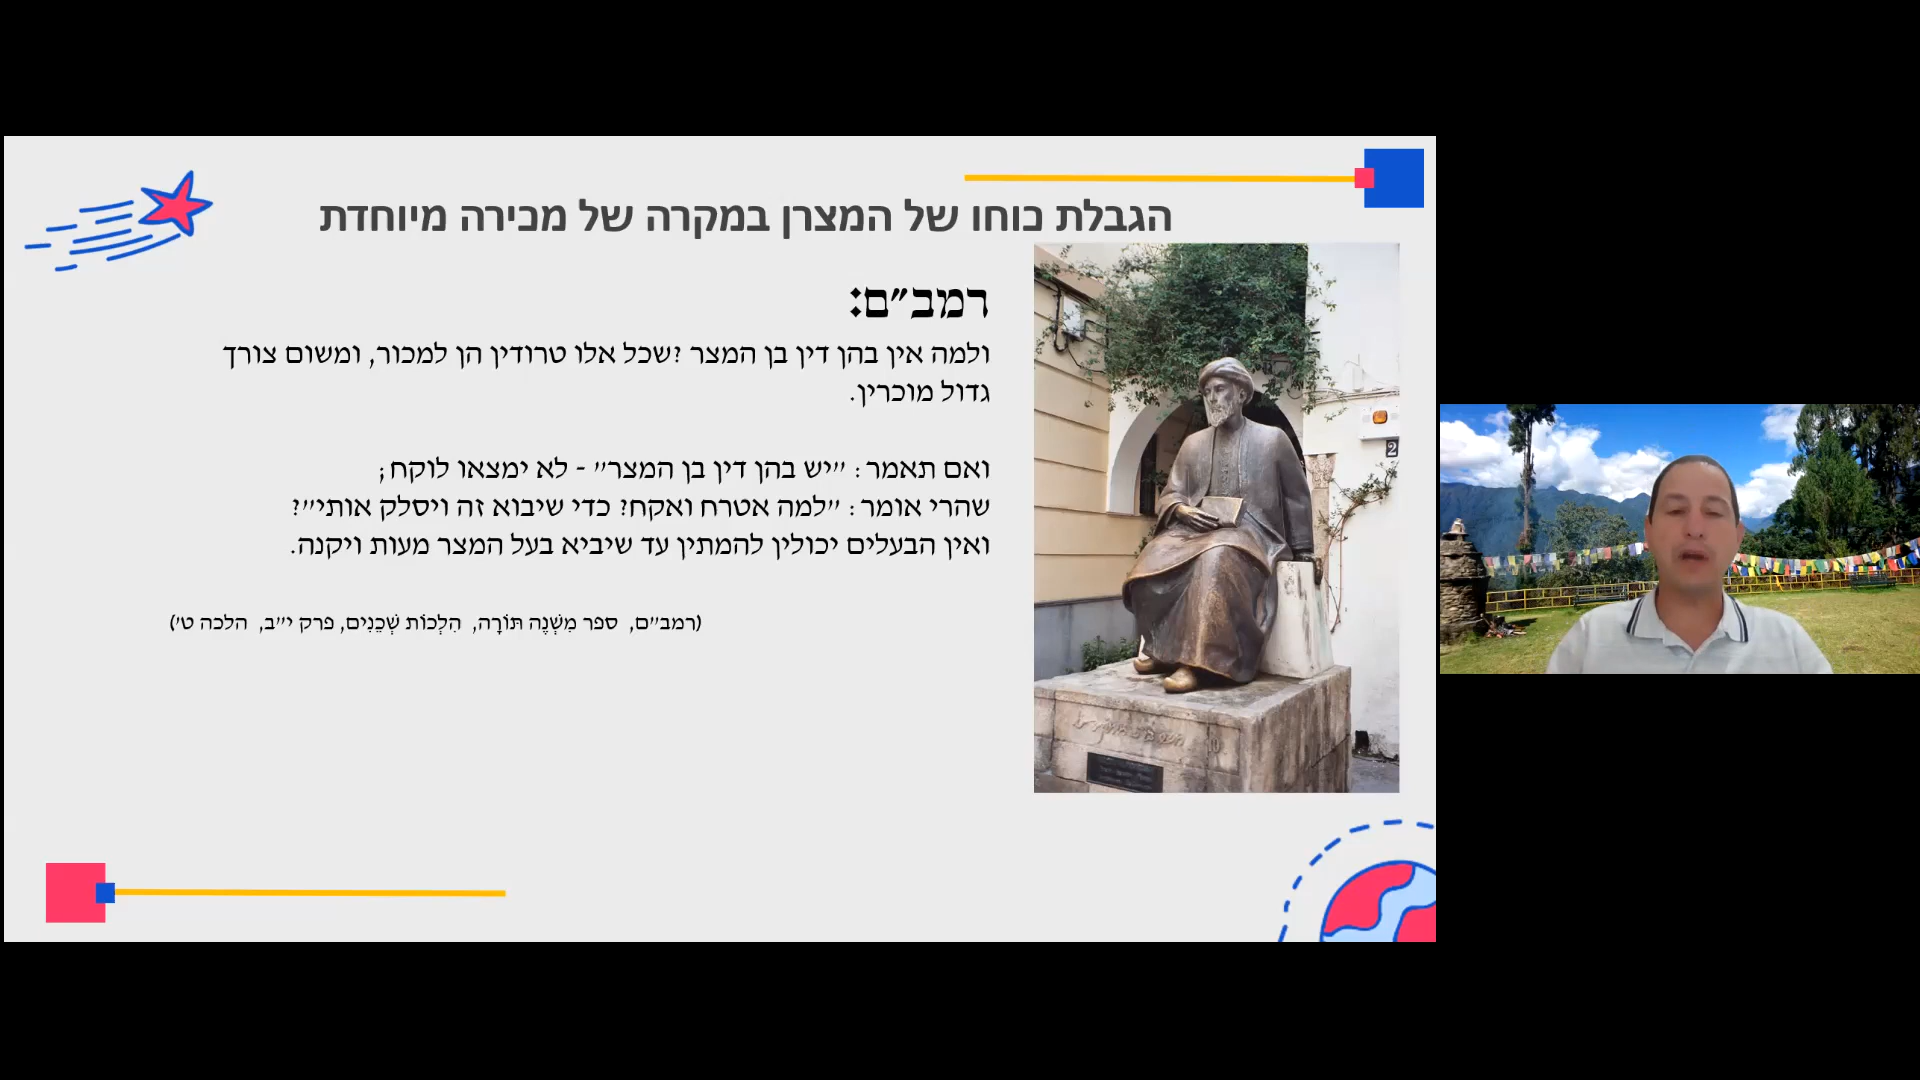 הגבלת כוחו של המצרן במקרה של מכירה מיוחדת
רמב״ם:
ולמה אין בהן דין בן המצר ?שכל אלו טרודין הן למכור, ומשום צורך
גדול מוכרין.
ואם תאמר: ״יש בהן דין בן המצר״ - לא ימצאו לוקח;
שהרי אומר: ״למה אטרח ואקח? כדי שיבוא זה ויסלק אותי״?
ואין הבעלים יכולין להמתין עד שיביא בעל המצר מעות ויקנה.
(רמב״ם, ספר מִשְׁנֶה תּוֹרָה, הִלְכוֹת שְׁכֵנִים, פרק י״ב, הלכה ט׳)
2